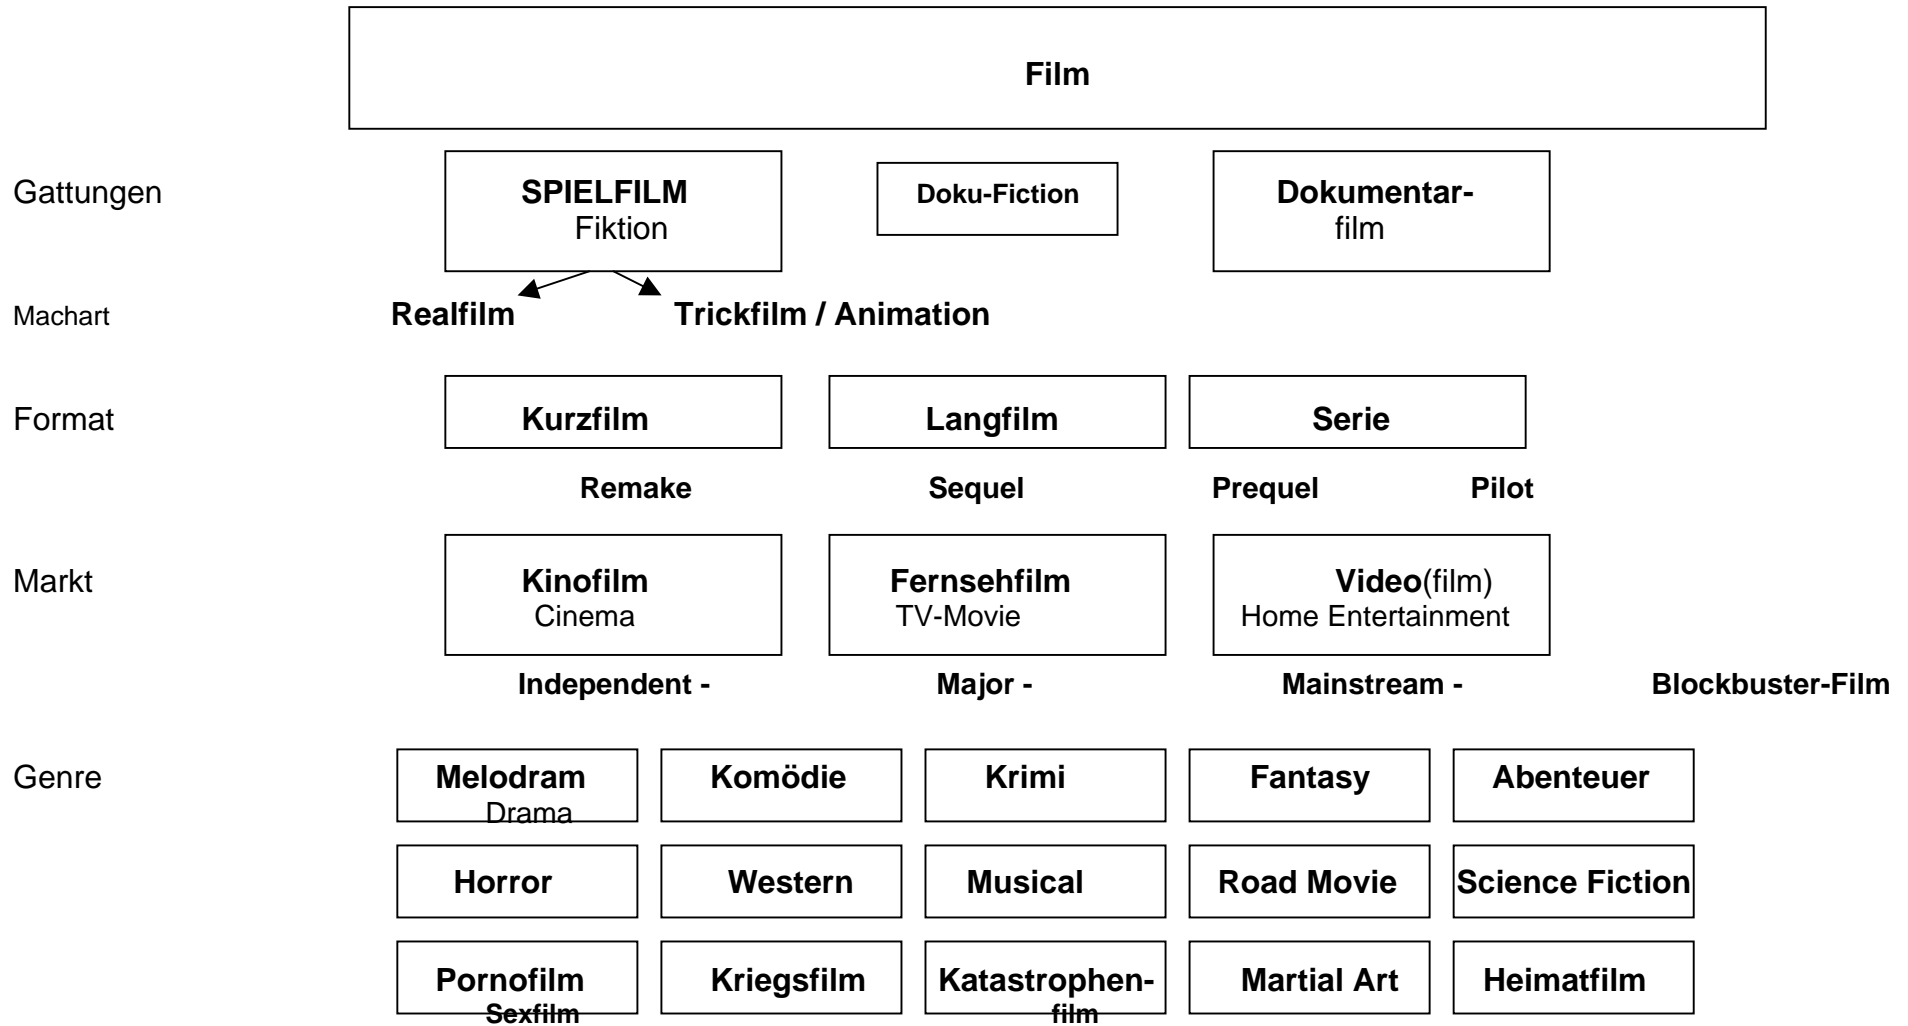 Film
Gattungen SPIELFILM Doku-Fiction Dokumentar-
Fiktion film
Machart Realfilm Trickfilm / Animation
Format Kurzfilm Langfilm Serie
Remake Sequel Prequel Pilot
Markt Kinofilm Fernsehfilm Video(film)
Cinema TV-Movie Home Entertainment
Independent - Major - Mainstream - Blockbuster-Film
Genre Melodram Komödie Krimi Fantasy Abenteuer
Drama
Horror Western Musical Road Movie Science Fiction
Pornofilm Kriegsfilm Katastrophen- Martial Art Heimatfilm
Sexfilm film